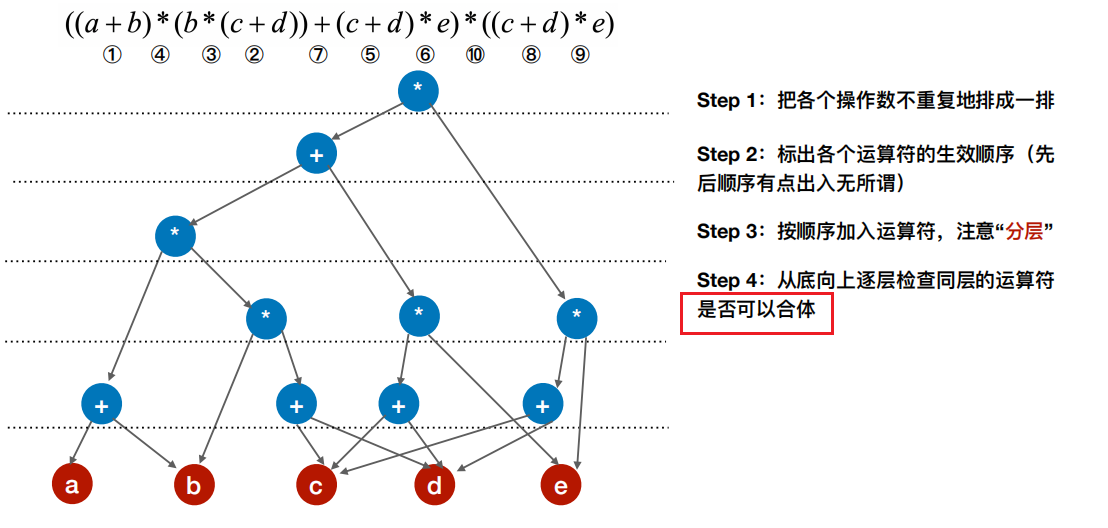 ((a+b)*(b*(c+d))+(c+d)*e)*((c+d)*e)
① ④ ③ ② ⑦ ⑤ ⑥ ⑩ ⑧ ⑨
*
Step 1：把各个操作数不重复地排成一排
+
Step 2：标出各个运算符的生效顺序（先
后顺序有点出入无所谓）
*
Step 3：按顺序加入运算符，注意“分层”
Step 4：从底向上逐层检查同层的运算符
是否可以合体
* * *
+ + + +
a b c d e